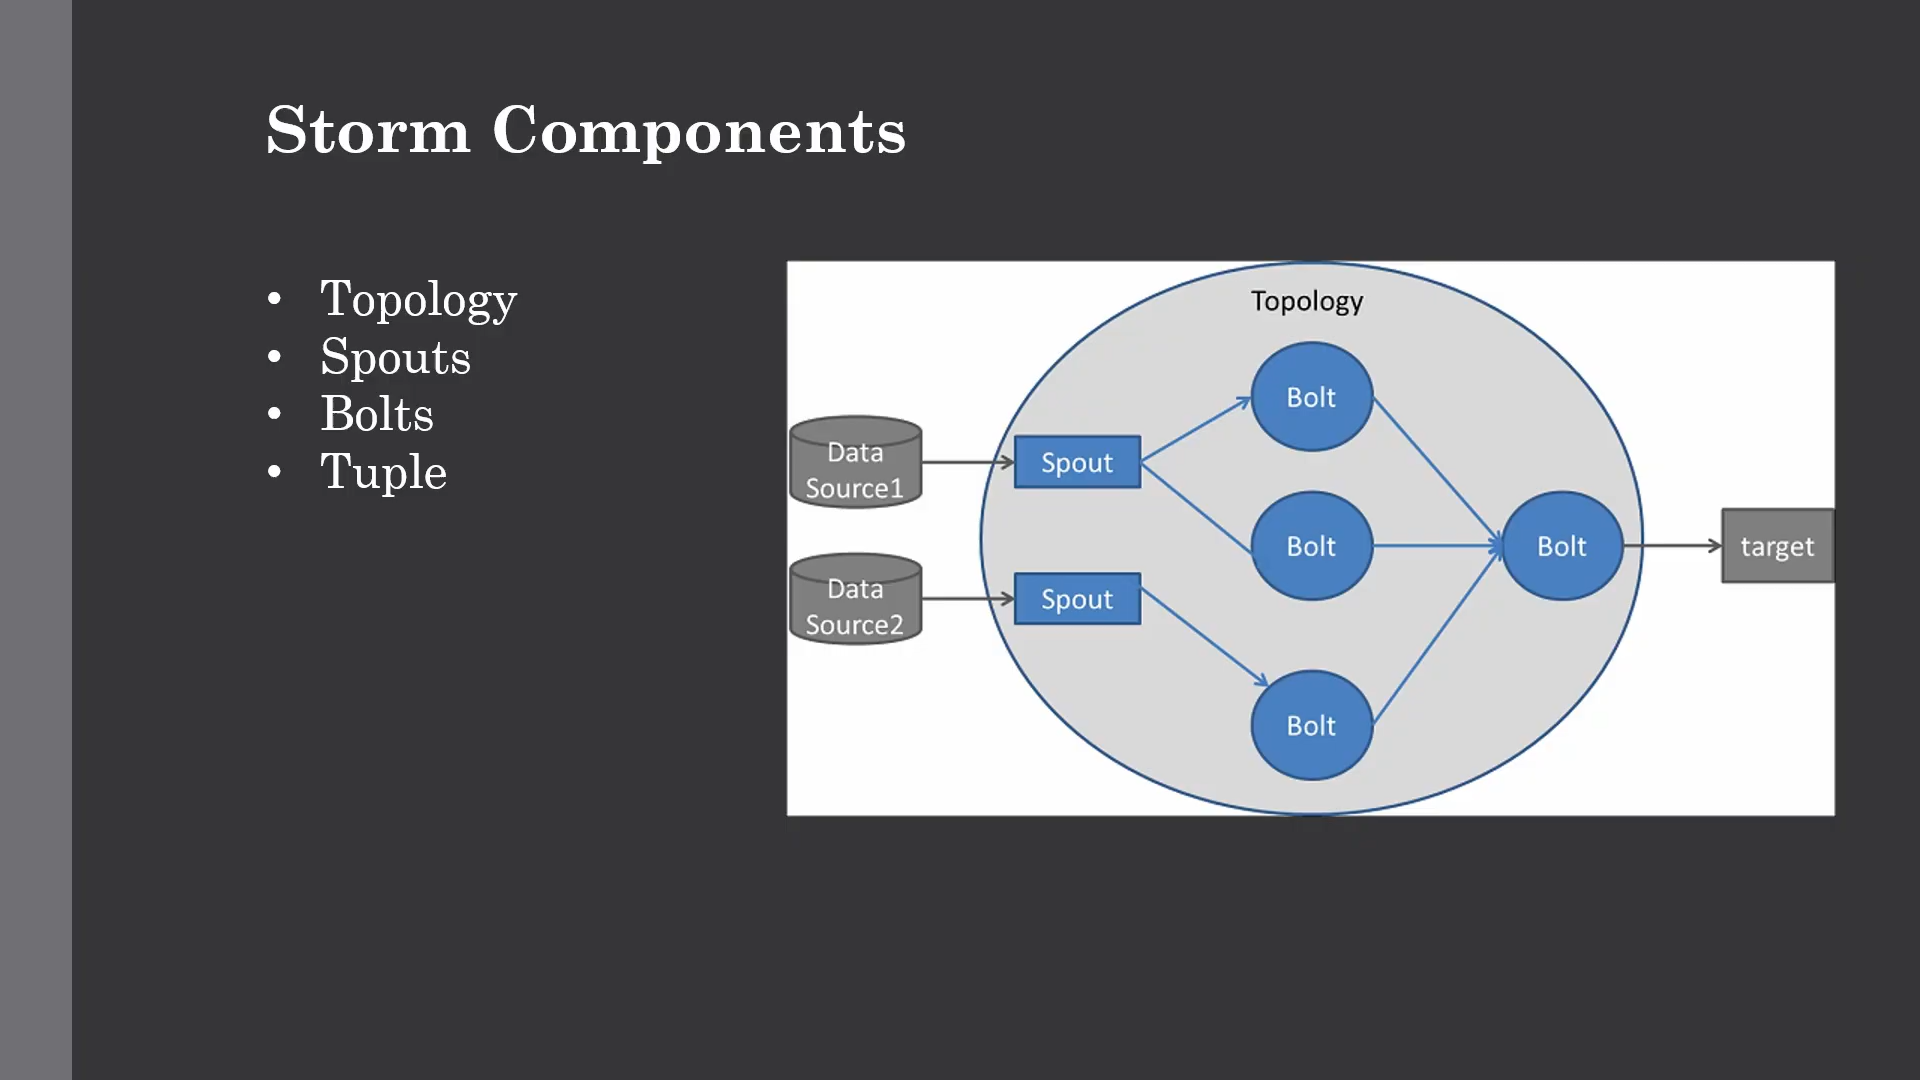 Storm Components
• Topology
• Spouts
• Bolts
• Tuple
Topology
Bolt
Data
Source1
Spout
Bolt
Bolt
target
Data
Source2
Spout
Bolt